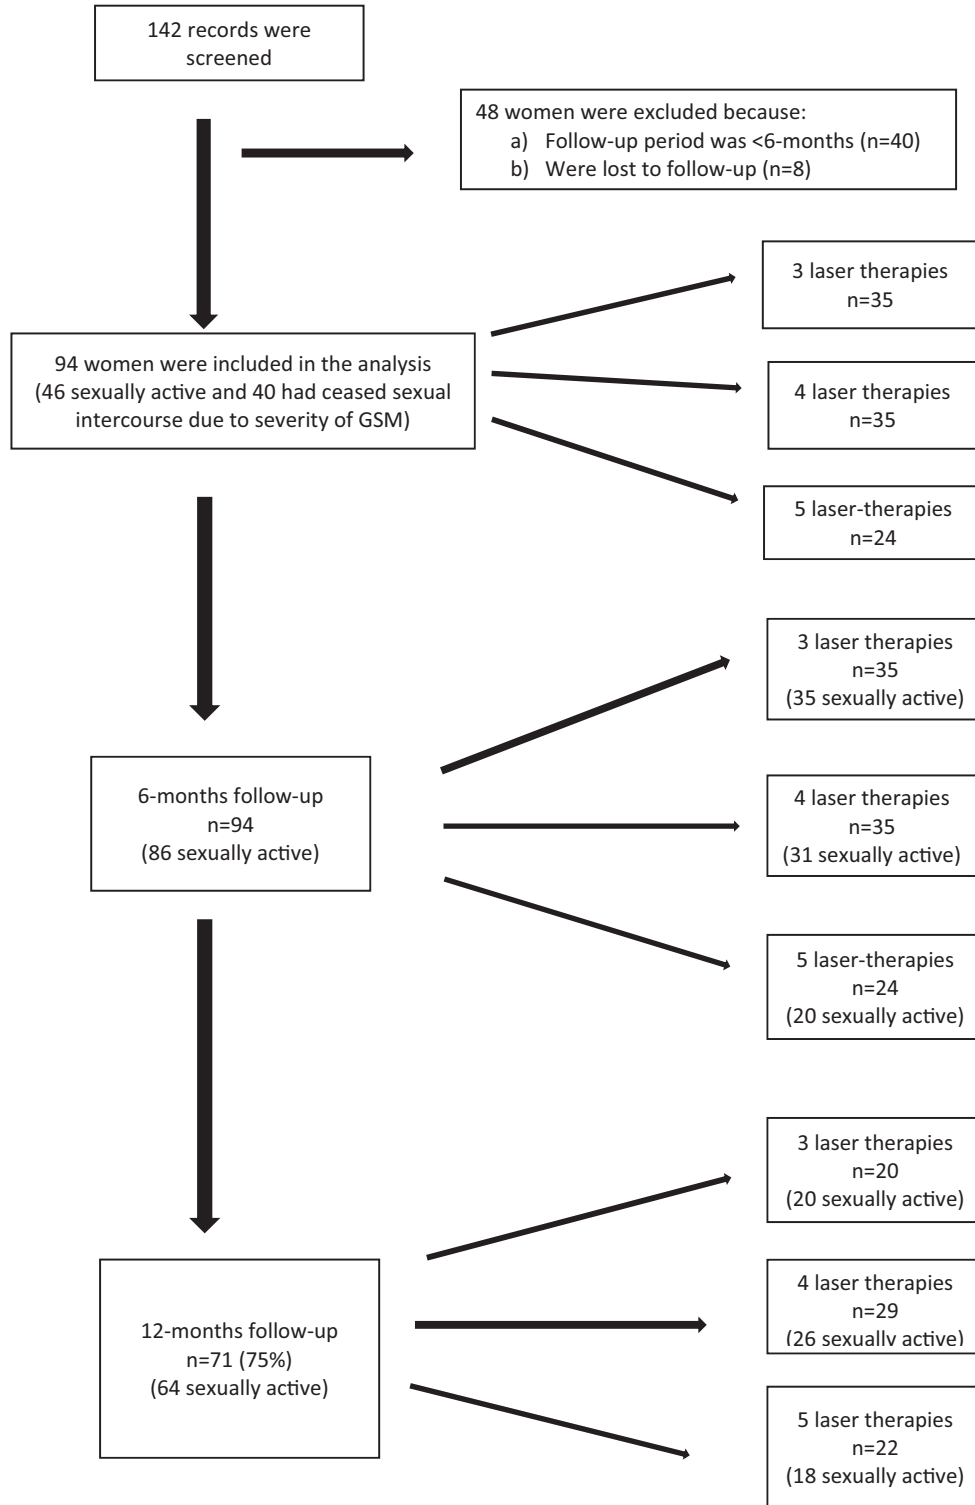 142 records were
screened
48 women were excluded because:
a) Follow-up period was <6-months (n=40)
b) Were lost to follow-up (n=8)
94 women were included in the analysis
(46 sexually active and 40 had ceased sexual
intercourse due to severity of GSM)
3 laser therapies
n=35
4 laser therapies
n=35
5 laser-therapies
n=24
6-months follow-up
n=94
(86 sexually active)
3 laser therapies
n=35
(35 sexually active)
4 laser therapies
n=35
(31 sexually active)
5 laser-therapies
n=24
(20 sexually active)
12-months follow-up
n=71 (75%)
(64 sexually active)
3 laser therapies
n=20
(20 sexually active)
4 laser therapies
n=29
(26 sexually active)
5 laser therapies
n=22
(18 sexually active)